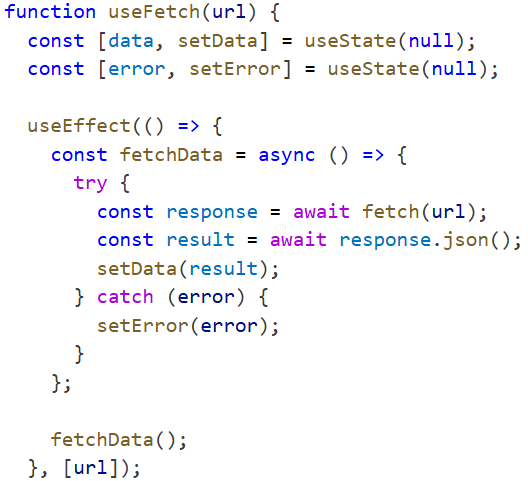 function useFetch(url) {
  const [data, setData] = useState(null);
  const [error, setError] = useState(null);

  useEffect(() => {
    const fetchData = async () => {
      try {
        const response = await fetch(url);
        const result = await response.json();
        setData(result);
      } catch (error) {
        setError(error);
      }
    };

    fetchData();
  }, [url]);